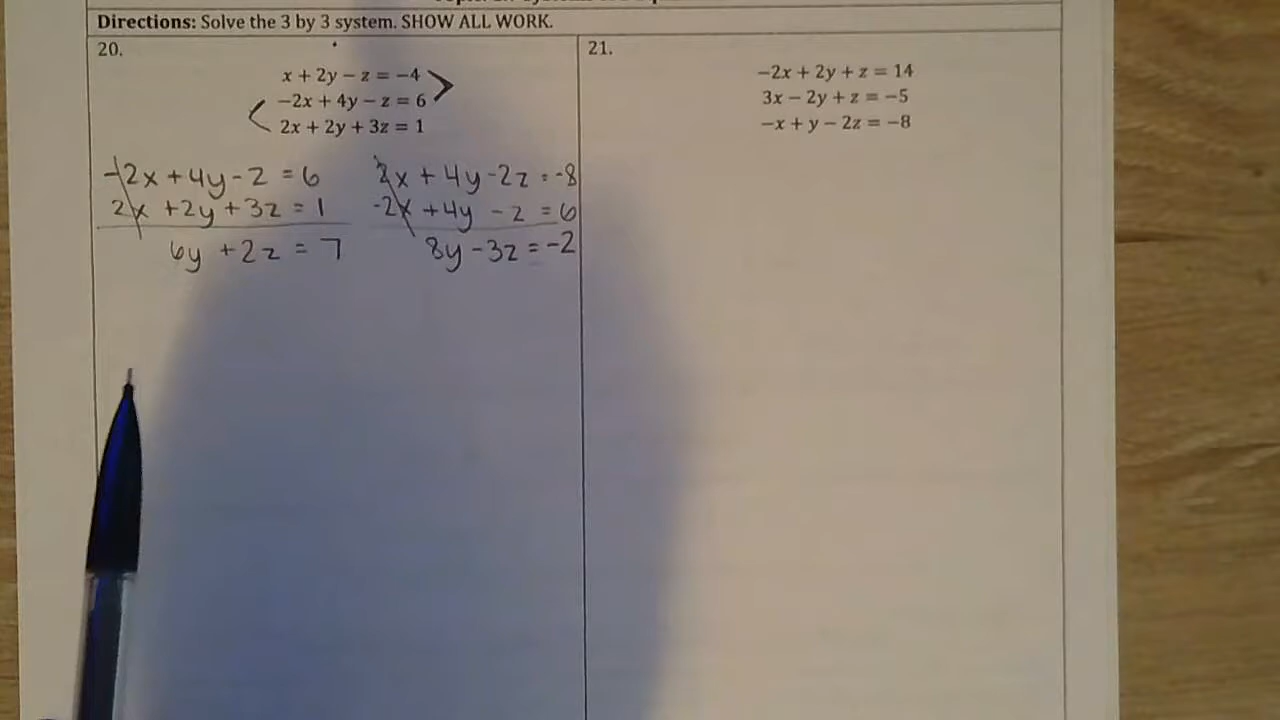 Directions: Solve the 3 by 3 system. SHOW ALL WORK.
20.
x + 2y − z = −4
−2x + 4y − z = 6
2x + 2y + 3z = 1
-2x + 4y - z = 6
2x + 2y + 3z = 1
6y + 2z = 7
2x + 4y - 2z = -8
-2x + 4y - z = 6
8y - 3z = -2
21.
−2x + 2y + z = 14
3x − 2y + z = −5
−x + y − 2z = −8